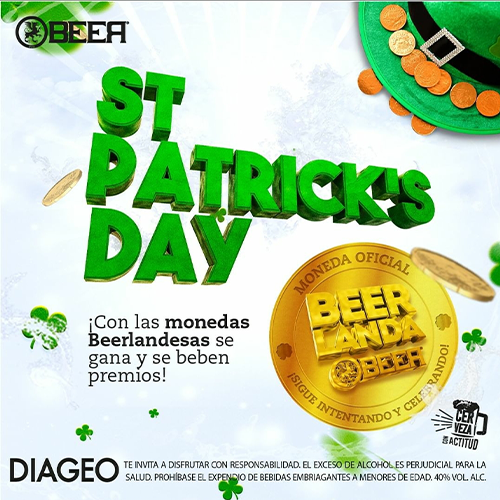 BEER
ST
PATRICK'S
DAY
¡Con las monedas
Beerlandesas se
gana y se beben
premios!
MONEDA OFICIAL
BEER
LANDA
BEER
¡SIGUE INTENTANDO Y CELEBRANDO!
CER
VEZA
CON
ACTITUD
DIAGEO
TE INVITA A DISFRUTAR CON RESPONSABILIDAD. EL EXCESO DE ALCOHOL ES PERJUDICIAL PARA LA
SALUD. PROHÍBASE EL EXPENDIO DE BEBIDAS EMBRIAGANTES A MENORES DE EDAD. 40% VOL. ALC.